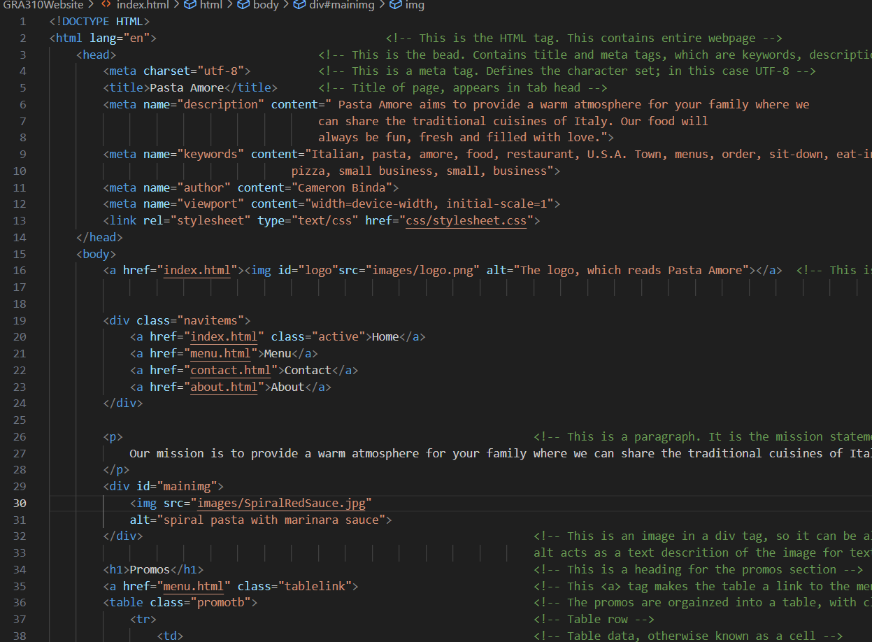 GRA310Website > <> index.html > html > body > div#mainimg > img
1 <!DOCTYPE HTML>
2 <html lang="en"> <!-- This is the HTML tag. This contains entire webpage -->
3 <head> <!-- This is the bead. Contains title and meta tags, which are keywords, descripti
4 <meta charset="utf-8"> <!-- This is a meta tag. Defines the character set; in this case UTF-8 -->
5 <title>Pasta Amore</title> <!-- Title of page, appears in tab head -->
6 <meta name="description" content=" Pasta Amore aims to provide a warm atmosphere for your family where we
7 can share the traditional cuisines of Italy. Our food will
8 always be fun, fresh and filled with love.">
9 <meta name="keywords" content="Italian, pasta, amore, food, restaurant, U.S.A. Town, menus, order, sit-down, eat-i
10 pizza, small business, small, business">
11 <meta name="author" content="Cameron Binda">
12 <meta name="viewport" content="width=device-width, initial-scale=1">
13 <link rel="stylesheet" type="text/css" href="css/stylesheet.css">
14 </head>
15 <body>
16 <a href="index.html"><img id="logo"src="images/logo.png" alt="The logo, which reads Pasta Amore"></a> <!-- This i
17
18
19 <div class="navitems">
20 <a href="index.html" class="active">Home</a>
21 <a href="menu.html">Menu</a>
22 <a href="contact.html">Contact</a>
23 <a href="about.html">About</a>
24 </div>
25
26 <p> <!-- This is a paragraph. It is the mission statem
27 Our mission is to provide a warm atmosphere for your family where we can share the traditional cuisines of Ita
28 </p>
29 <div id="mainimg">
30 <img src="images/SpiralRedSauce.jpg"
31 alt="spiral pasta with marinara sauce">
32 </div> <!-- This is an image in a div tag, so it can be a
33 alt acts as a text descrition of the image for tex
34 <h1>Promos</h1> <!-- This is a heading for the promos section -->
35 <a href="menu.html" class="tablelink"> <!-- This <a> tag makes the table a link to the me
36 <table class="promotb"> <!-- The promos are orgainzed into a table, with c
37 <tr> <!-- Table row -->
38 <td> <!-- Table data, otherwise known as a cell -->